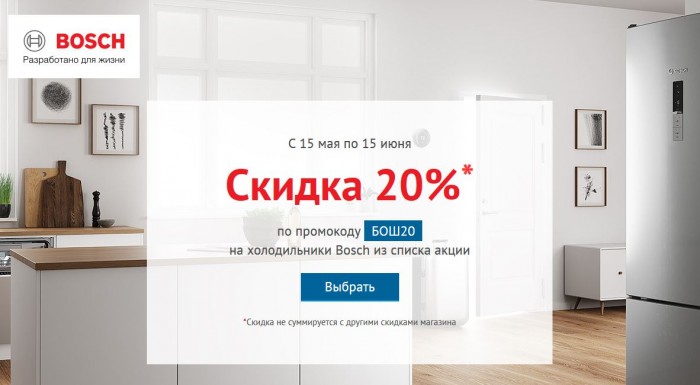 BOSCH
Разработано для жизни
С 15 мая по 15 июня
Скидка 20%*
по промокоду БОШ20
на холодильники Bosch из списка акции
Выбрать
*Скидка не суммируется с другими скидками магазина